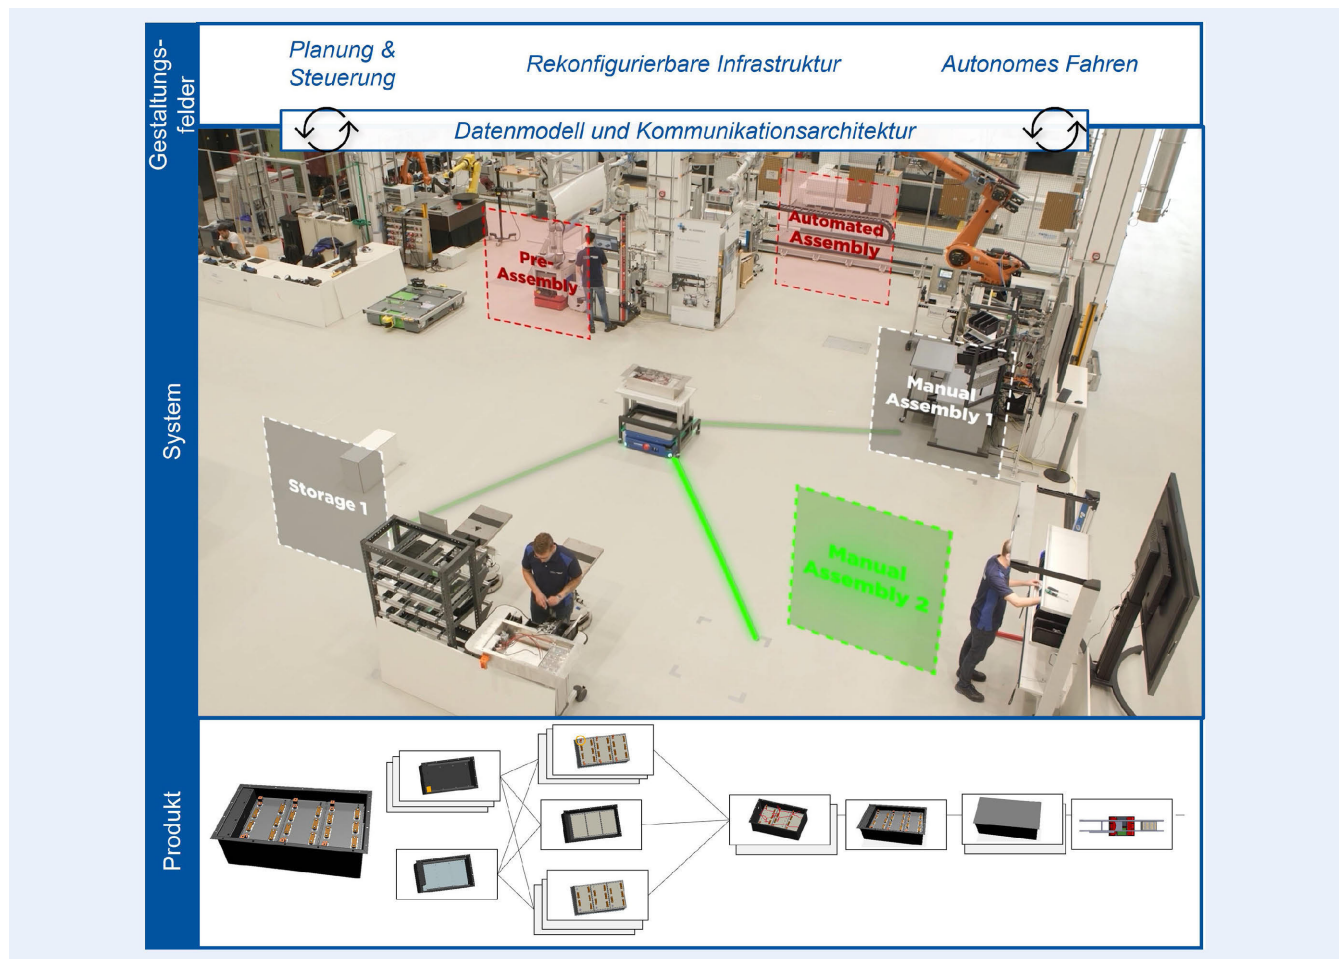 Gestaltungs-
felder
Planung &
Steuerung
Rekonfigurierbare Infrastruktur
Autonomes Fahren
Datenmodell und Kommunikationsarchitektur
System
Pre-
Assembly
Automated
Assembly
Manual
Assembly 1
Storage 1
Manual
Assembly 2
Produkt